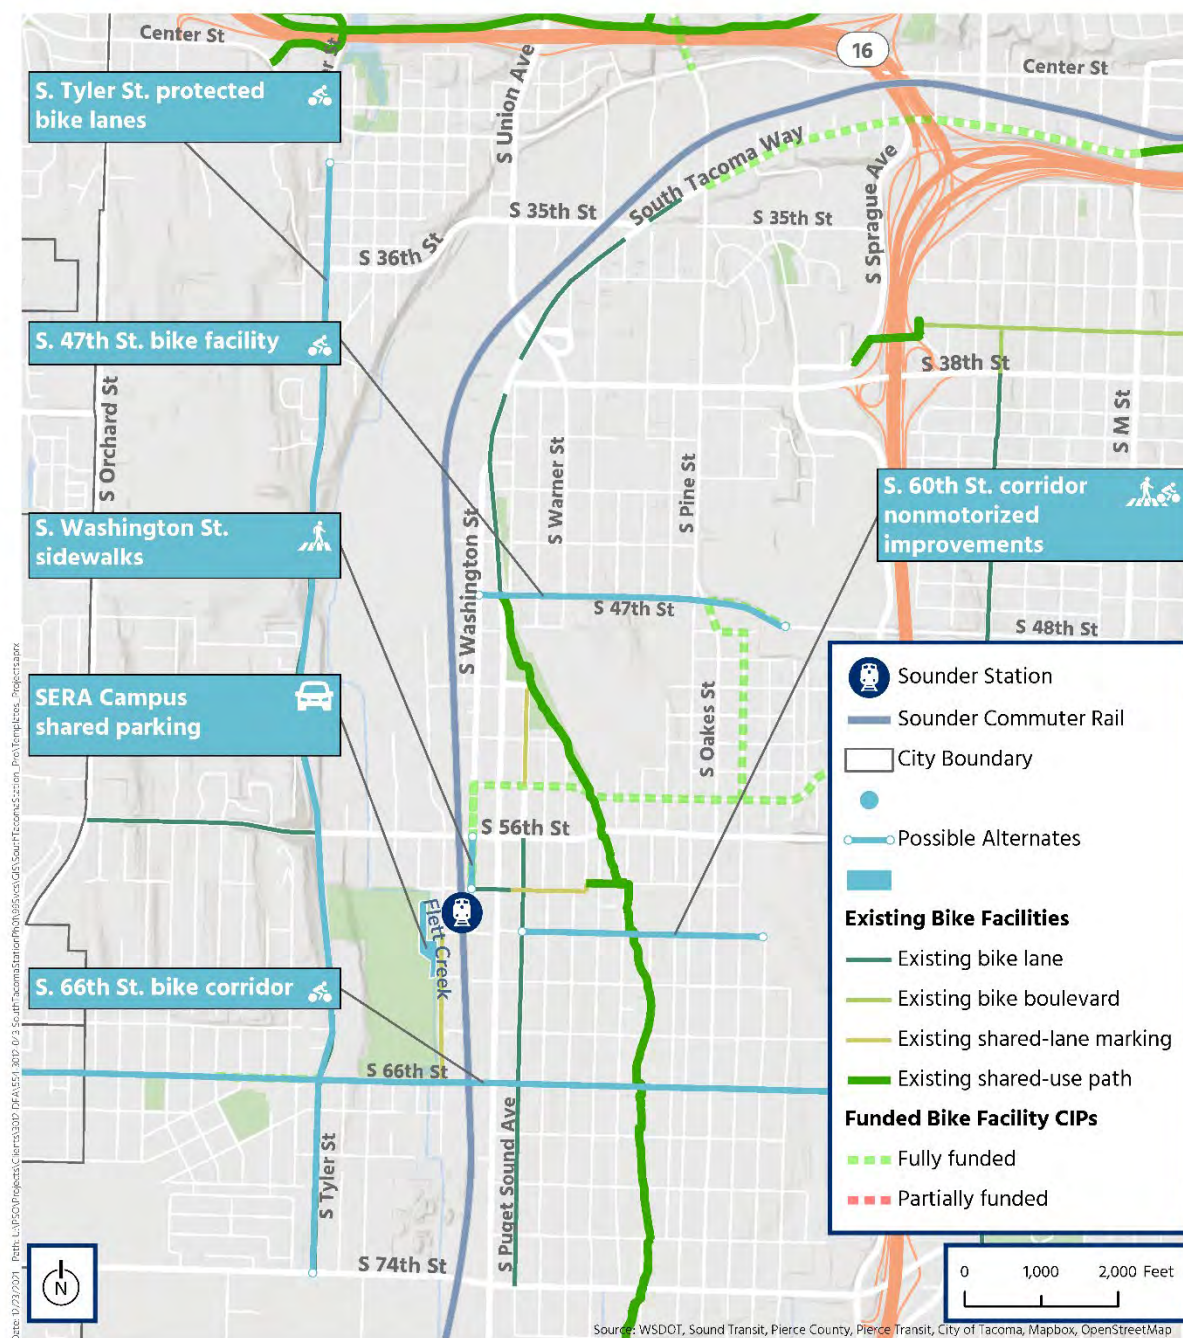 Center St
S Union Ave
16
Center St
S. Tyler St. protected
bike lanes
South Tacoma Way
S Sprague Ave
S 35th St
S 35th St
S 36th St
S. 47th St. bike facility
S 38th St
S Orchard St
S M St
S Warner St
S Pine St
S. 60th St. corridor
nonmotorized
improvements
S. Washington St.
sidewalks
S Washington St
S 47th St
S 48th St
SERA Campus
shared parking
S Oakes St
S 56th St
Flett Creek
S. 66th St. bike corridor
S 66th St
S Tyler St
S Puget Sound Ave
S 74th St
Sounder Station
Sounder Commuter Rail
City Boundary
Possible Alternates
Existing Bike Facilities
Existing bike lane
Existing bike boulevard
Existing shared-lane marking
Existing shared-use path
Funded Bike Facility CIPs
Fully funded
Partially funded
N
0 1,000 2,000 Feet
Source: WSDOT, Sound Transit, Pierce County, Pierce Transit, City of Tacoma, Mapbox, OpenStreetMap